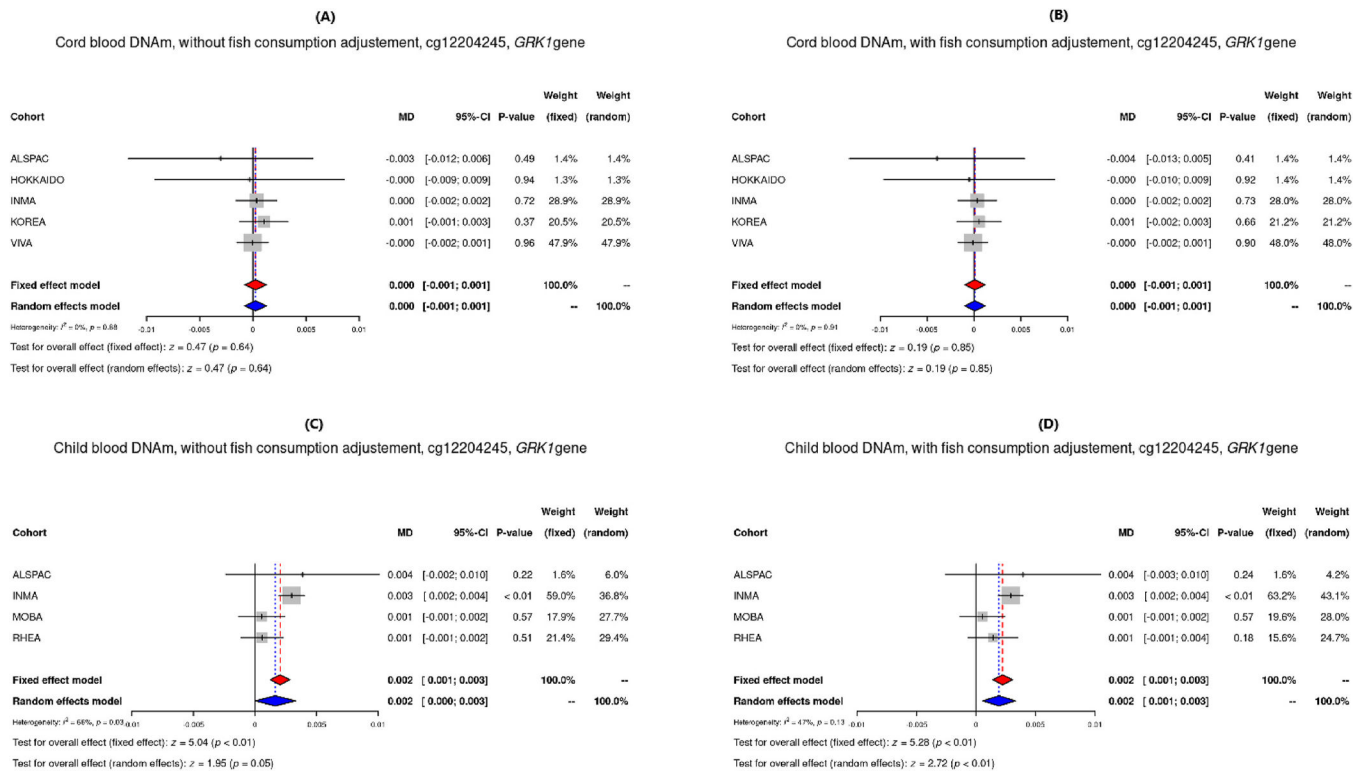 (A)
Cord blood DNAm, without fish consumption adjustement, cg12204245, GRK1gene
Weight Weight
Cohort MD 95%-CI P-value (fixed) (random)
ALSPAC -0.003 [-0.012; 0.006] 0.49 1.4% 1.4%
HOKKAIDO -0.000 [-0.009; 0.009] 0.94 1.3% 1.3%
INMA 0.000 [-0.002; 0.002] 0.72 28.9% 28.9%
KOREA 0.001 [-0.001; 0.003] 0.37 20.5% 20.5%
VIVA -0.000 [-0.002; 0.001] 0.96 47.9% 47.9%
Fixed effect model 0.000 [-0.001; 0.001] 100.0% --
Random effects model 0.000 [-0.001; 0.001] -- 100.0%
Heterogeneity: I² = 0%, p = 0.88
-0.01 -0.005 0 0.005 0.01
Test for overall effect (fixed effect): z = 0.47 (p = 0.64)
Test for overall effect (random effects): z = 0.47 (p = 0.64)
(B)
Cord blood DNAm, with fish consumption adjustement, cg12204245, GRK1gene
Weight Weight
Cohort MD 95%-CI P-value (fixed) (random)
ALSPAC -0.004 [-0.013; 0.005] 0.41 1.4% 1.4%
HOKKAIDO -0.000 [-0.010; 0.009] 0.92 1.4% 1.4%
INMA 0.000 [-0.002; 0.002] 0.73 28.0% 28.0%
KOREA 0.001 [-0.002; 0.003] 0.66 21.2% 21.2%
VIVA -0.000 [-0.002; 0.001] 0.90 48.0% 48.0%
Fixed effect model 0.000 [-0.001; 0.001] 100.0% --
Random effects model 0.000 [-0.001; 0.001] -- 100.0%
Heterogeneity: I² = 0%, p = 0.91
-0.01 -0.005 0 0.005 0.01
Test for overall effect (fixed effect): z = 0.19 (p = 0.85)
Test for overall effect (random effects): z = 0.19 (p = 0.85)
(C)
Child blood DNAm, without fish consumption adjustement, cg12204245, GRK1gene
Weight Weight
Cohort MD 95%-CI P-value (fixed) (random)
ALSPAC 0.004 [-0.002; 0.010] 0.22 1.6% 6.0%
INMA 0.003 [ 0.002; 0.004] < 0.01 59.0% 36.8%
MOBA 0.001 [-0.001; 0.002] 0.57 17.9% 27.7%
RHEA 0.001 [-0.001; 0.002] 0.51 21.4% 29.4%
Fixed effect model 0.002 [ 0.001; 0.003] 100.0% --
Random effects model 0.002 [ 0.000; 0.003] -- 100.0%
Heterogeneity: I² = 66%, p = 0.03
0 0.005 0.01
Test for overall effect (fixed effect): z = 5.04 (p < 0.01)
Test for overall effect (random effects): z = 1.95 (p = 0.05)
(D)
Child blood DNAm, with fish consumption adjustement, cg12204245, GRK1gene
Weight Weight
Cohort MD 95%-CI P-value (fixed) (random)
ALSPAC 0.004 [-0.003; 0.010] 0.24 1.6% 4.2%
INMA 0.003 [ 0.002; 0.004] < 0.01 63.2% 43.1%
MOBA 0.001 [-0.001; 0.002] 0.57 19.6% 28.0%
RHEA 0.001 [-0.001; 0.004] 0.18 15.6% 24.7%
Fixed effect model 0.002 [ 0.001; 0.003] 100.0% --
Random effects model 0.002 [ 0.001; 0.003] -- 100.0%
Heterogeneity: I² = 47%, p = 0.13
0 0.005 0.01
Test for overall effect (fixed effect): z = 5.28 (p < 0.01)
Test for overall effect (random effects): z = 2.72 (p < 0.01)